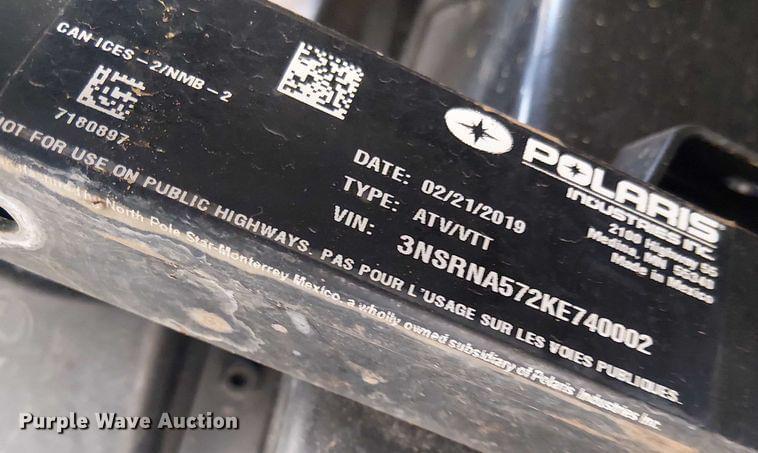 CAN ICES - 2/NMB - 2
7180897
POLARIS
INDUSTRIES INC.
2100 Highway 55
Medina, MN 55340
Made in Mexico
DATE: 02/21/2019
TYPE: ATV/VTT
VIN: 3NSRNA572KE740002
NOT FOR USE ON PUBLIC HIGHWAYS. PAS POUR L'USAGE SUR LES VOIES PUBLIQUES.
North Pole Star-Monterrey Mexico, a wholly owned subsidiary of Polaris Industries Inc.
Purple Wave Auction